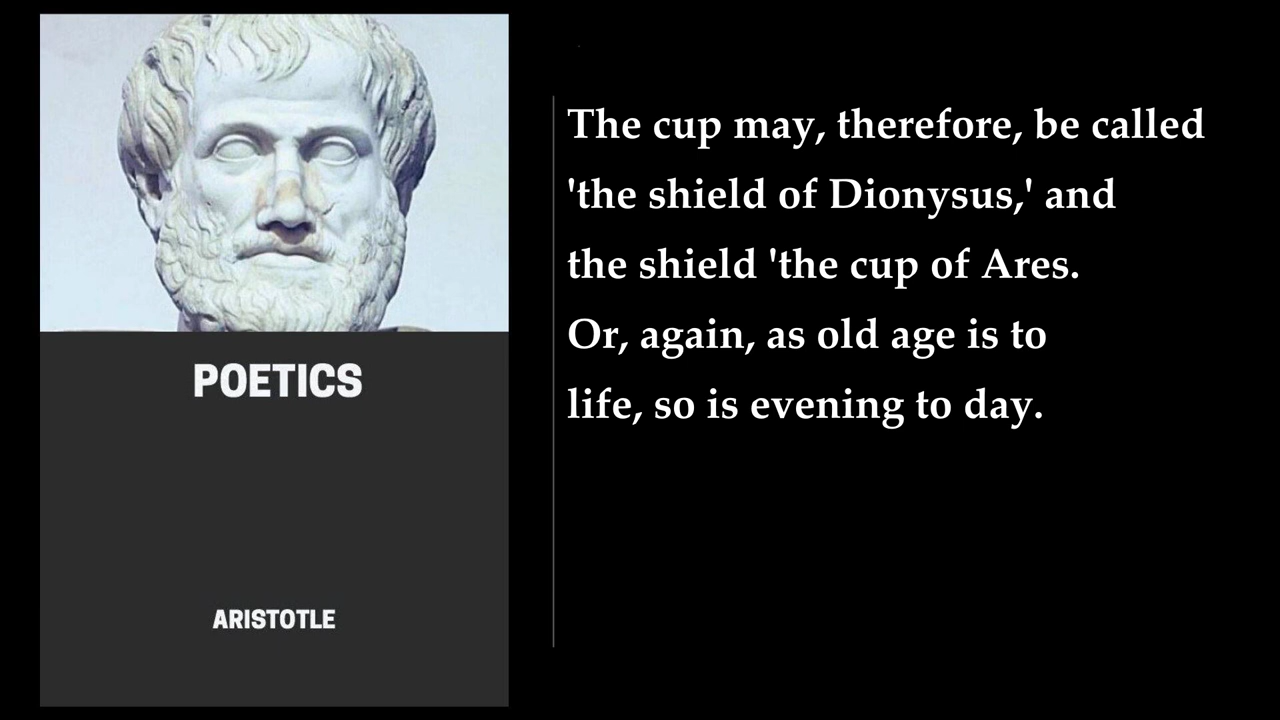 POETICS
ARISTOTLE
The cup may, therefore, be called
'the shield of Dionysus,' and
the shield 'the cup of Ares.
Or, again, as old age is to
life, so is evening to day.